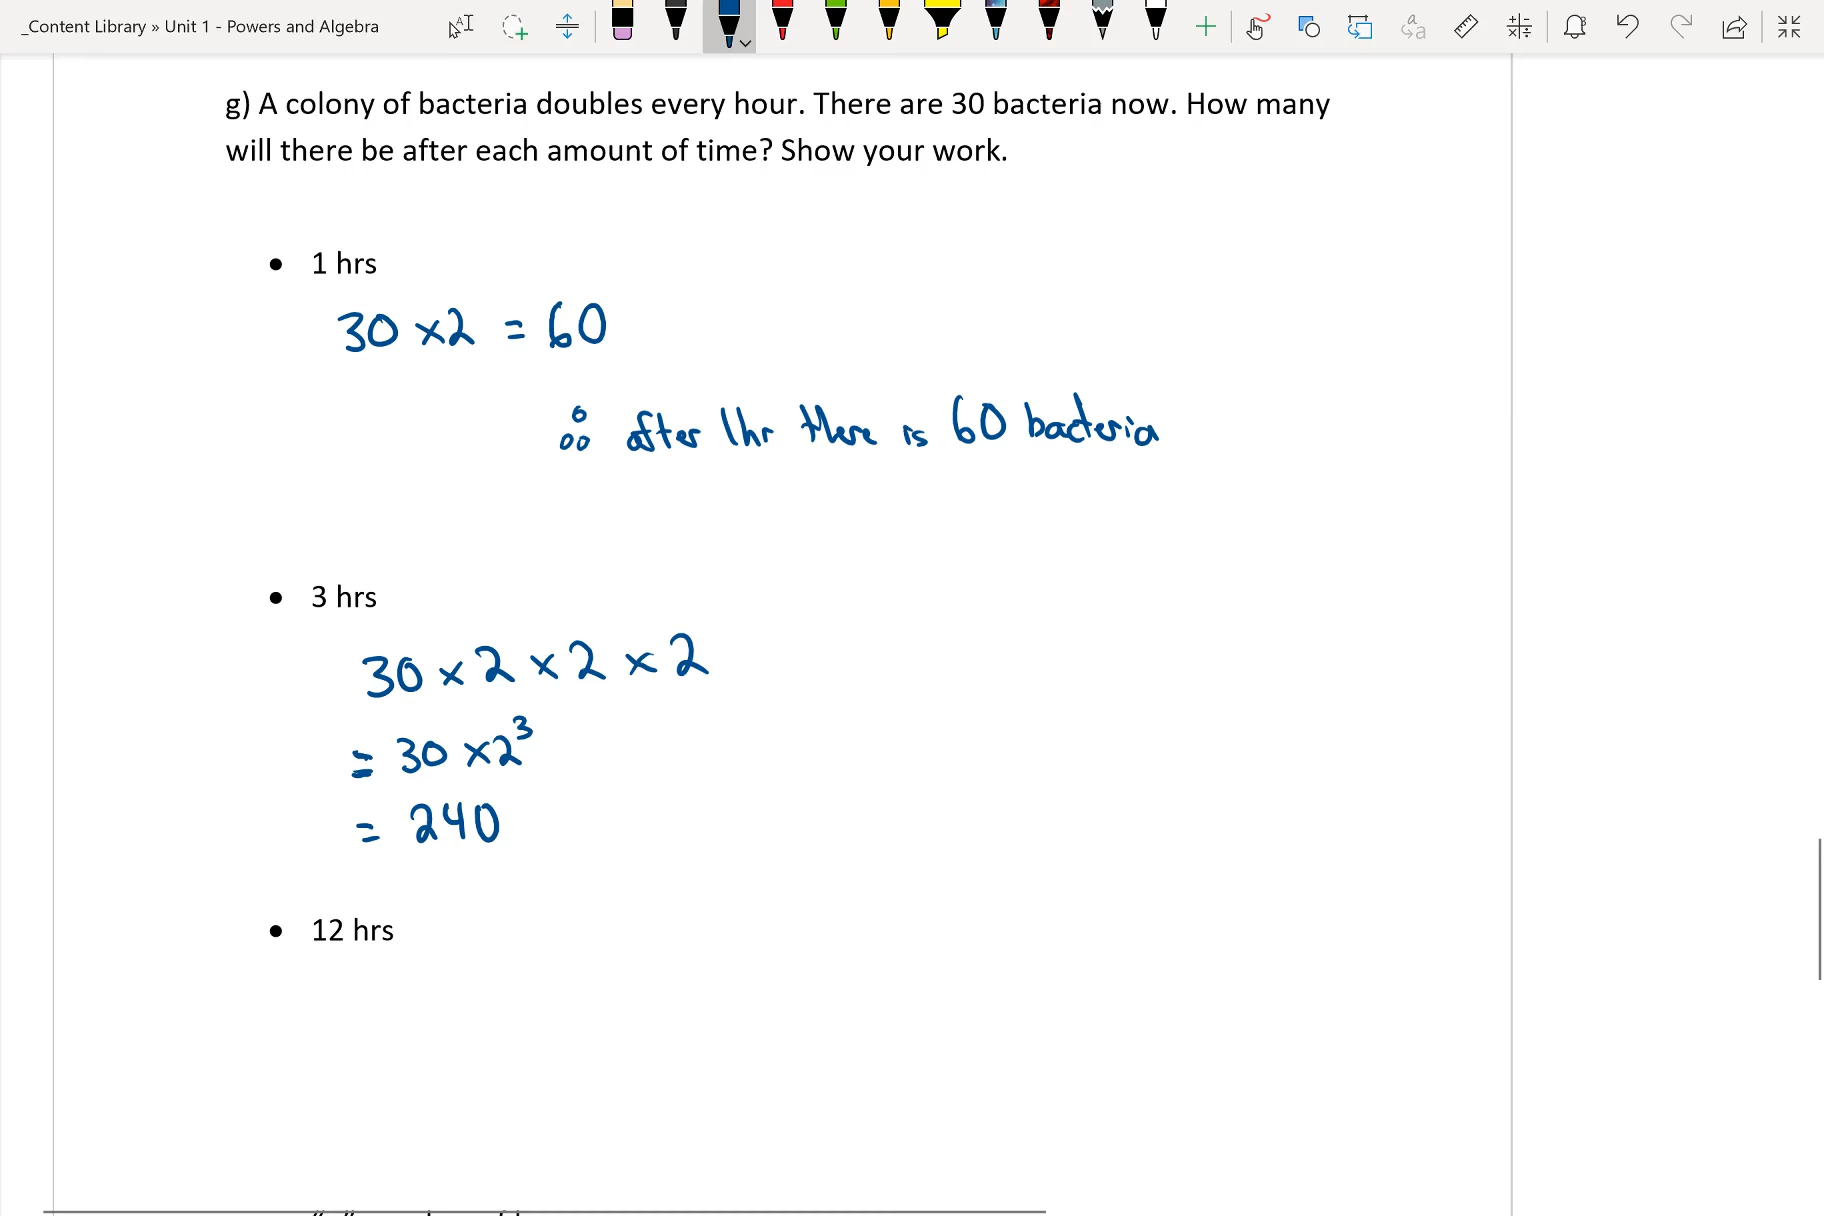 _Content Library » Unit 1 - Powers and Algebra
g) A colony of bacteria doubles every hour. There are 30 bacteria now. How many
will there be after each amount of time? Show your work.
• 1 hrs
30 × 2 = 60
∴ after 1hr there is 60 bacteria
• 3 hrs
30 × 2 × 2 × 2
= 30 × 2³
= 240
• 12 hrs